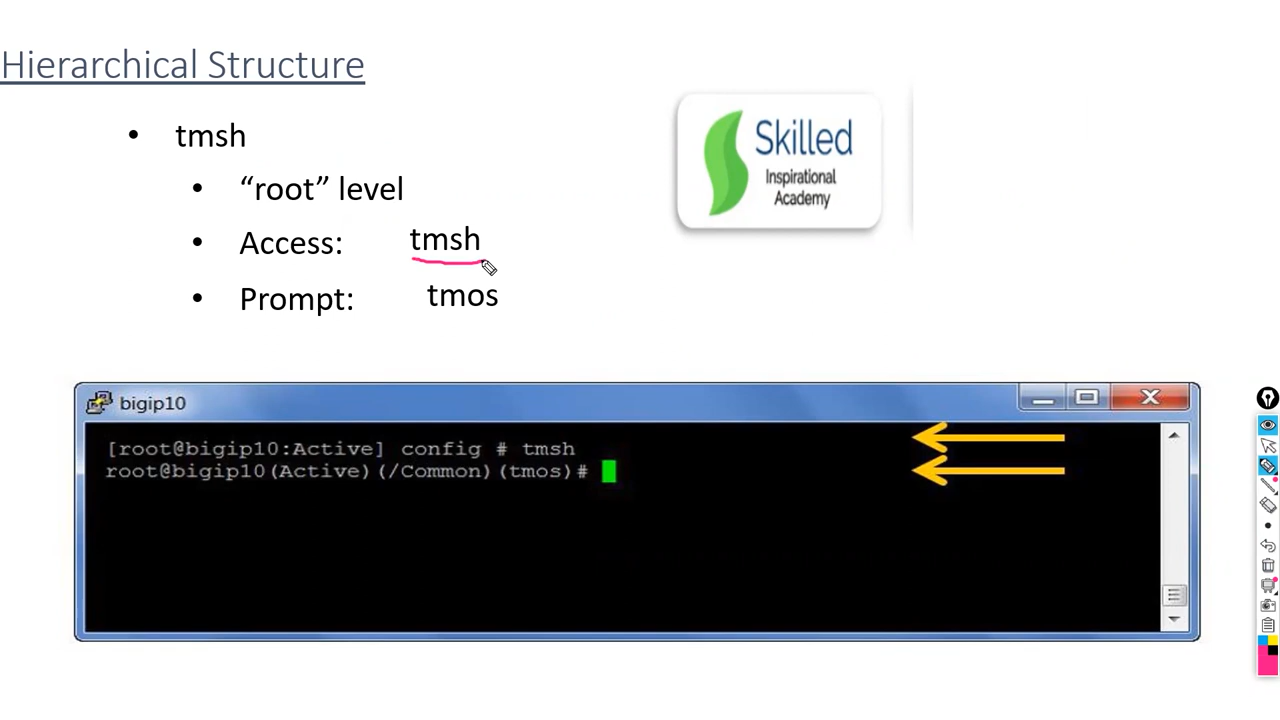 Hierarchical Structure
• tmsh
• “root” level
• Access: tmsh
• Prompt: tmos
Skilled
Inspirational
Academy
bigip10
[root@bigip10:Active] config # tmsh
root@bigip10(Active)(/Common)(tmos)#